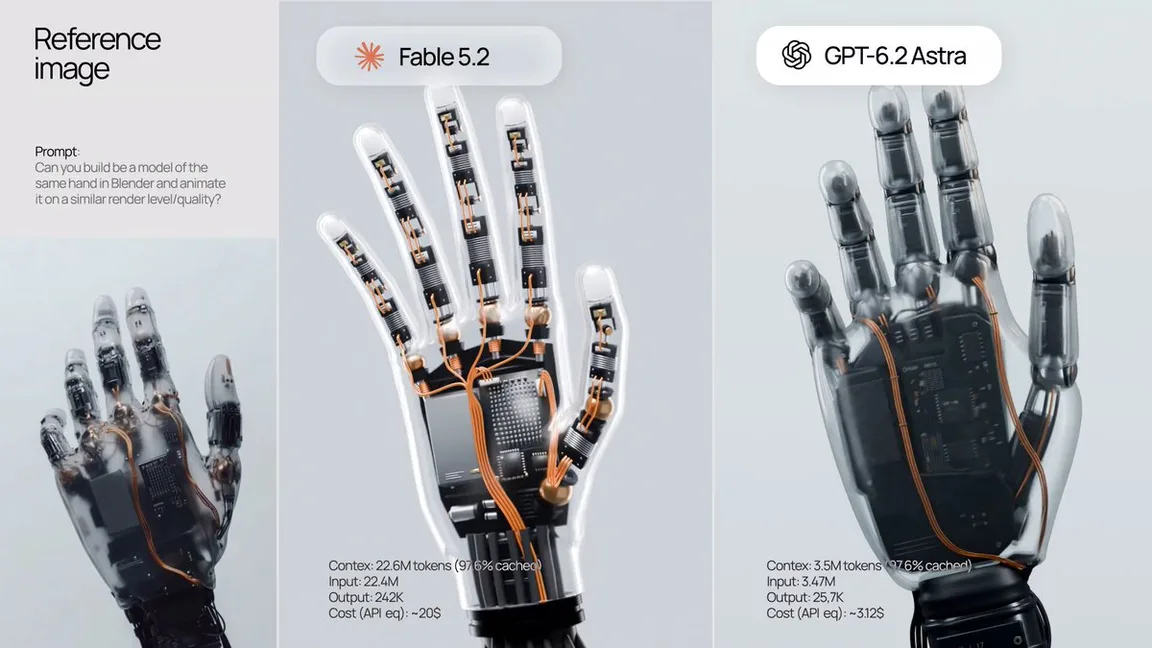 Reference
image
Prompt:
Can you build be a model of the
same hand in Blender and animate
it on a similar render level/quality?
Fable 5.2
Contex: 22.6M tokens (97.6% cached)
Input: 22.4M
Output: 242K
Cost (API eq): ~20$
GPT-6.2 Astra
Contex: 3.5M tokens (97.6% cached)
Input: 3.47M
Output: 25,7K
Cost (API eq): ~3.12$